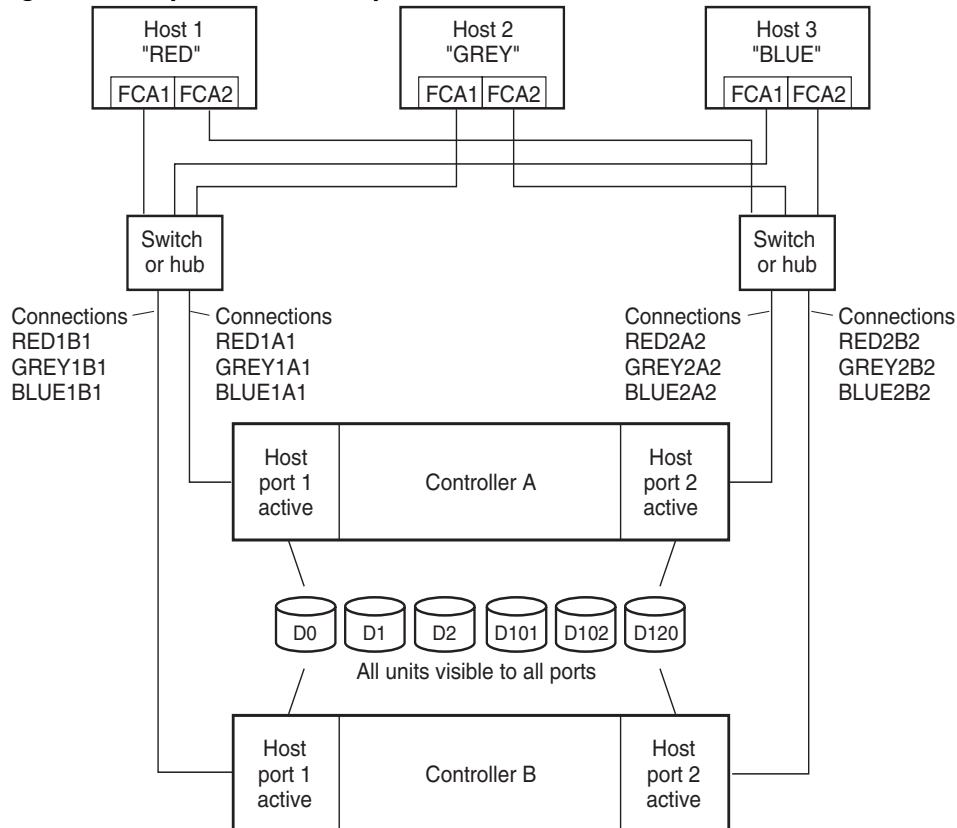 Host 1
"RED"
FCA1 FCA2
Host 2
"GREY"
FCA1 FCA2
Host 3
"BLUE"
FCA1 FCA2
Switch
or hub
Switch
or hub
Connections
RED1B1
GREY1B1
BLUE1B1
Connections
RED1A1
GREY1A1
BLUE1A1
Connections
RED2A2
GREY2A2
BLUE2A2
Connections
RED2B2
GREY2B2
BLUE2B2
Host
port 1
active
Controller A
Host
port 2
active
D0 D1 D2 D101 D102 D120
All units visible to all ports
Host
port 1
active
Controller B
Host
port 2
active